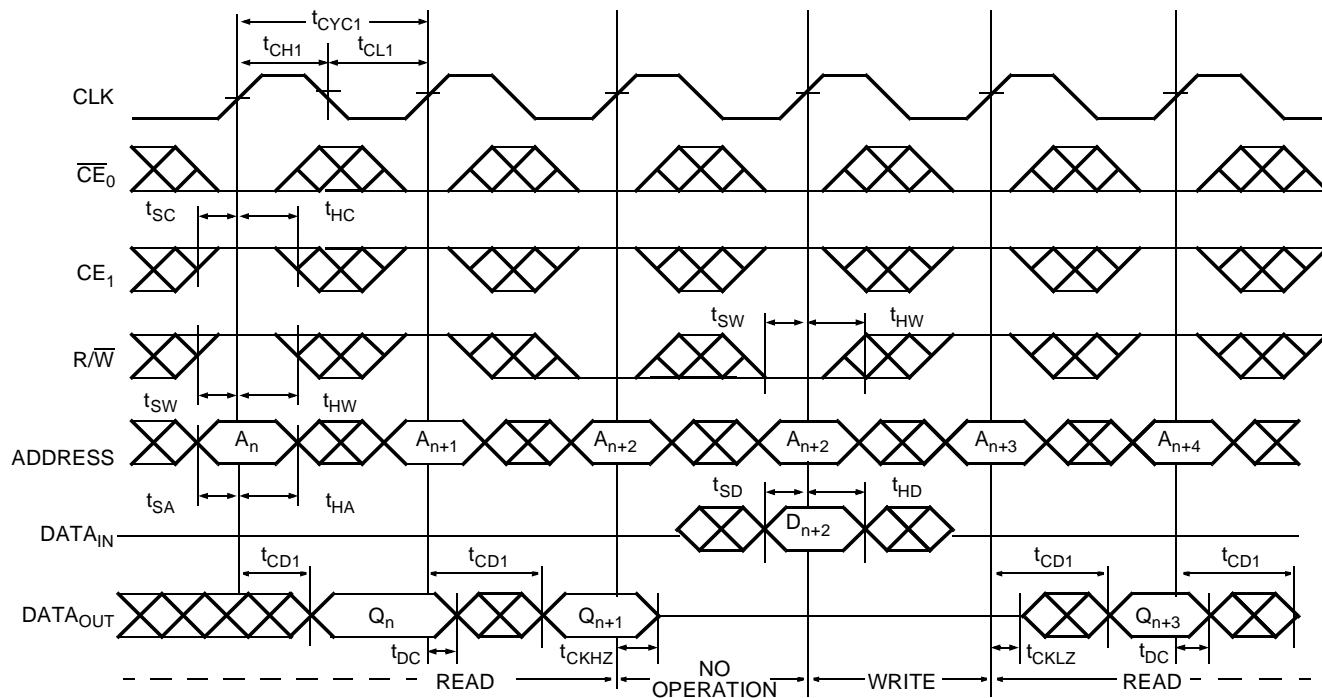 tCYC1
tCH1 tCL1
CLK
CE0
tSC tHC
CE1
tSW tHW
R/W
tSW tHW
An An+1 An+2 An+2 An+3 An+4
ADDRESS
tSA tHA tSD tHD
DATAIN Dn+2
tCD1 tCD1 tCD1 tCD1
DATAOUT Qn Qn+1 Qn+3
tDC tCKHZ tCKLZ tDC
READ NO OPERATION WRITE READ